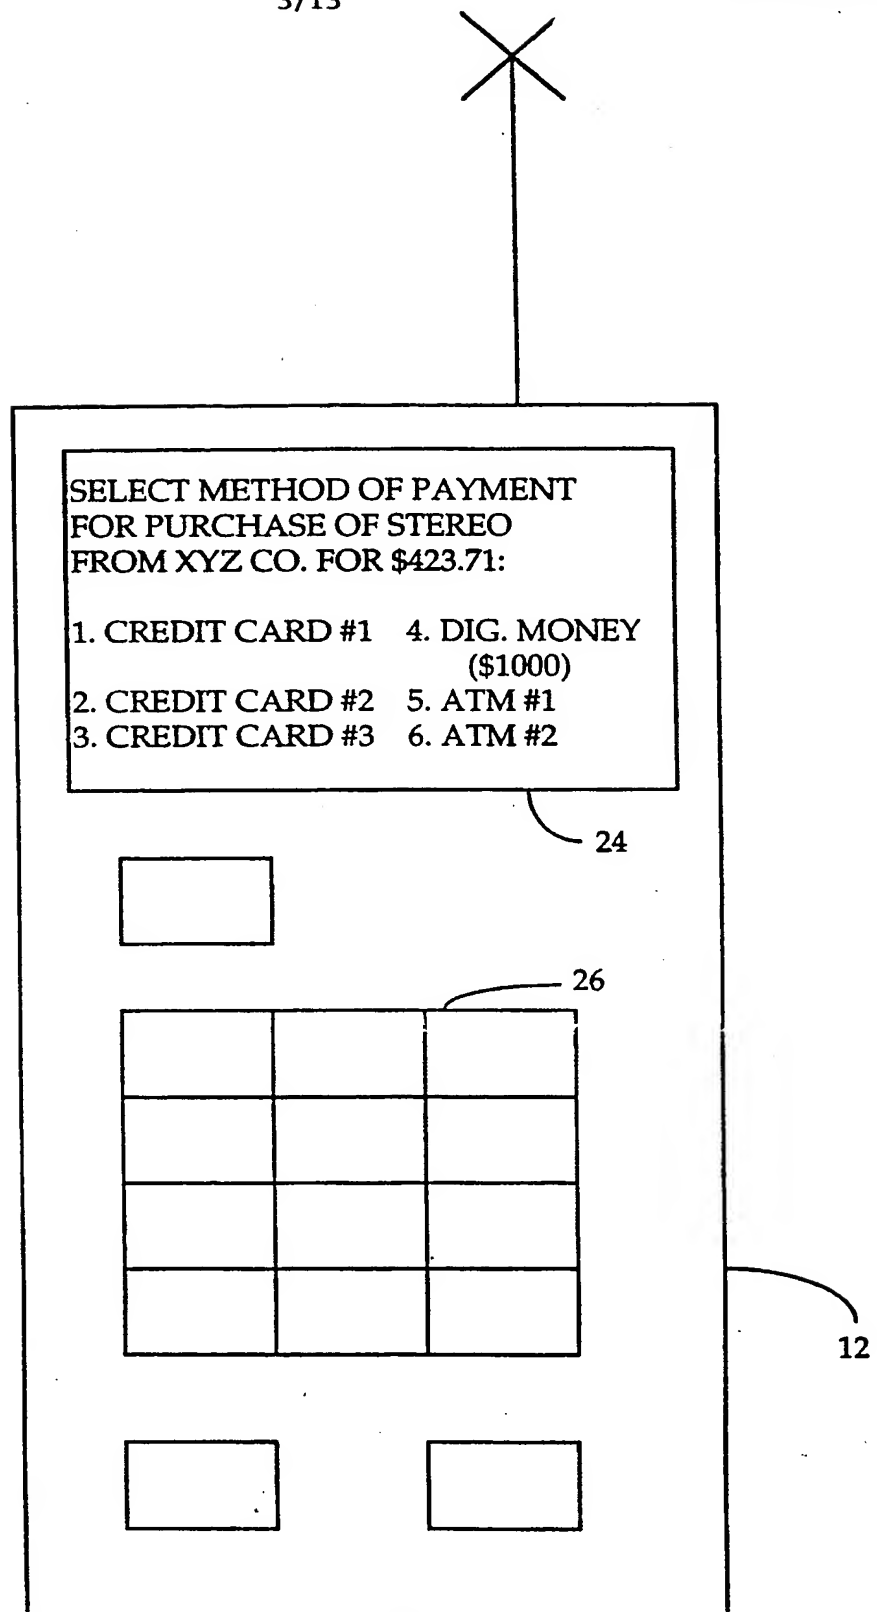 3/13
SELECT METHOD OF PAYMENT
FOR PURCHASE OF STEREO
FROM XYZ CO. FOR $423.71:
1. CREDIT CARD #1 4. DIG. MONEY
($1000)
2. CREDIT CARD #2 5. ATM #1
3. CREDIT CARD #3 6. ATM #2
24
26
12